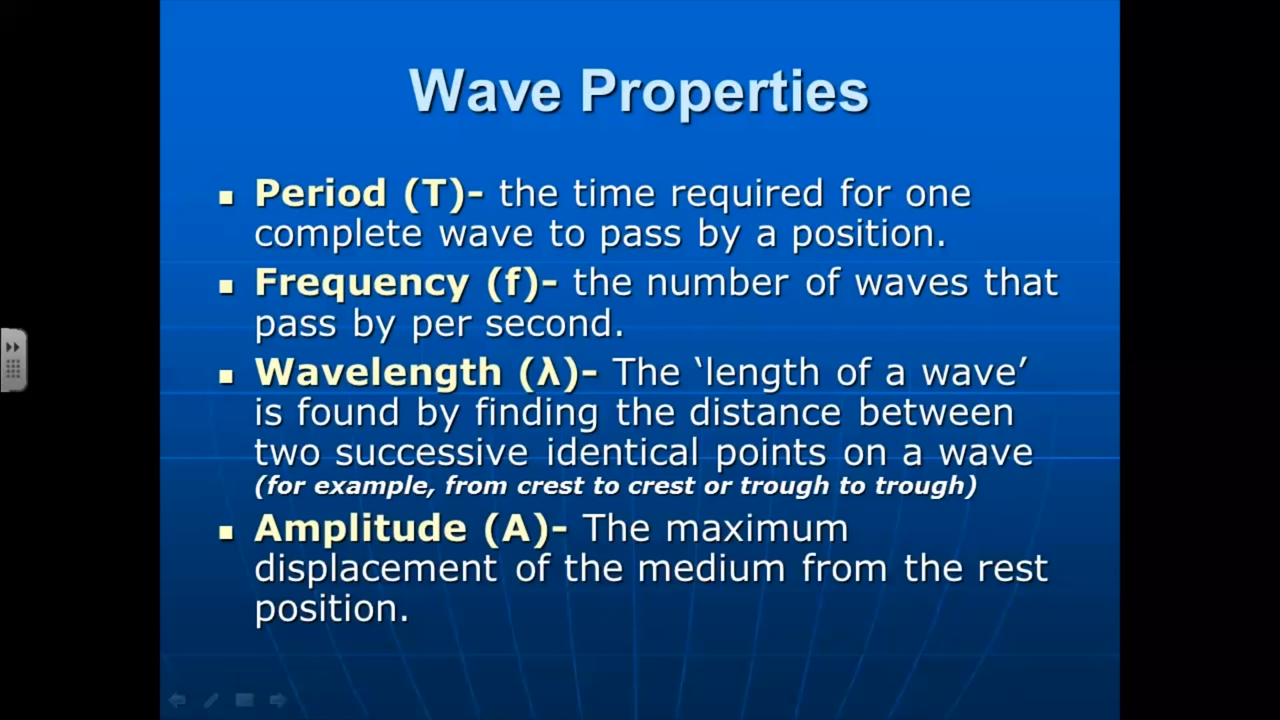 Wave Properties
Period (T)- the time required for one
complete wave to pass by a position.
Frequency (f)- the number of waves that
pass by per second.
Wavelength (λ)- The ‘length of a wave’
is found by finding the distance between
two successive identical points on a wave
(for example, from crest to crest or trough to trough)
Amplitude (A)- The maximum
displacement of the medium from the rest
position.